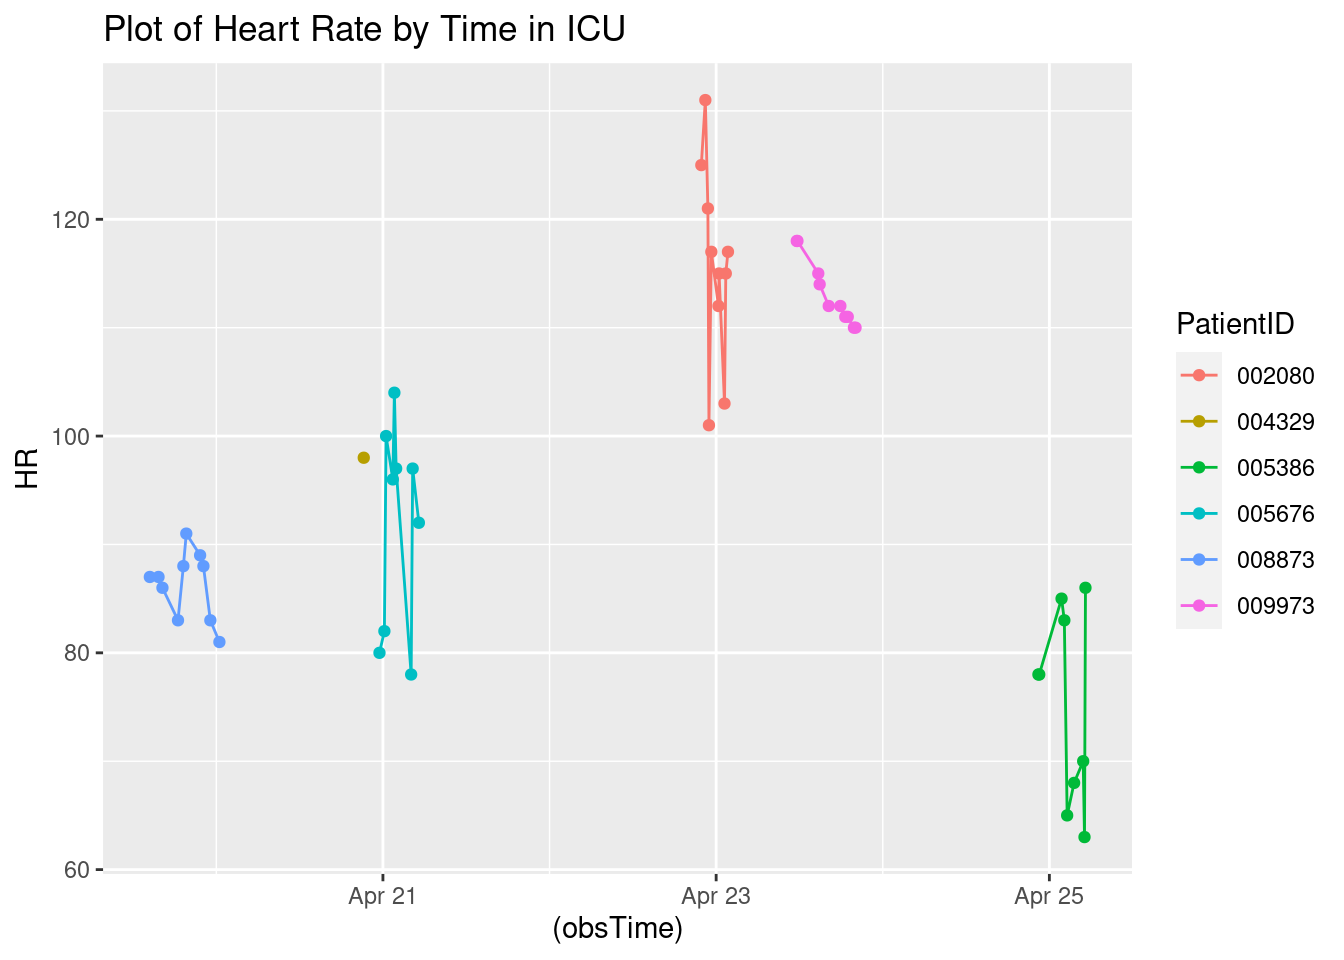 Plot of Heart Rate by Time in ICU
HR
120
100
80
60
Apr 21
Apr 23
Apr 25
(obsTime)
PatientID
002080
004329
005386
005676
008873
009973